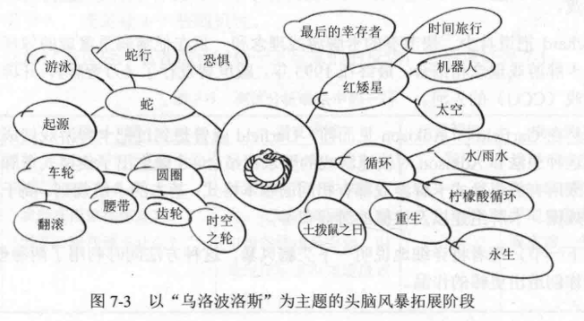 最后的幸存者
时间旅行
蛇行
恐惧
游泳
红矮星
机器人
蛇
太空
起源
水/雨水
循环
车轮
圆圈
柠檬酸循环
腰带
齿轮
时空
之轮
土拨鼠之日
重生
翻滚
永生
图 7-3 以“乌洛波洛斯”为主题的头脑风暴拓展阶段